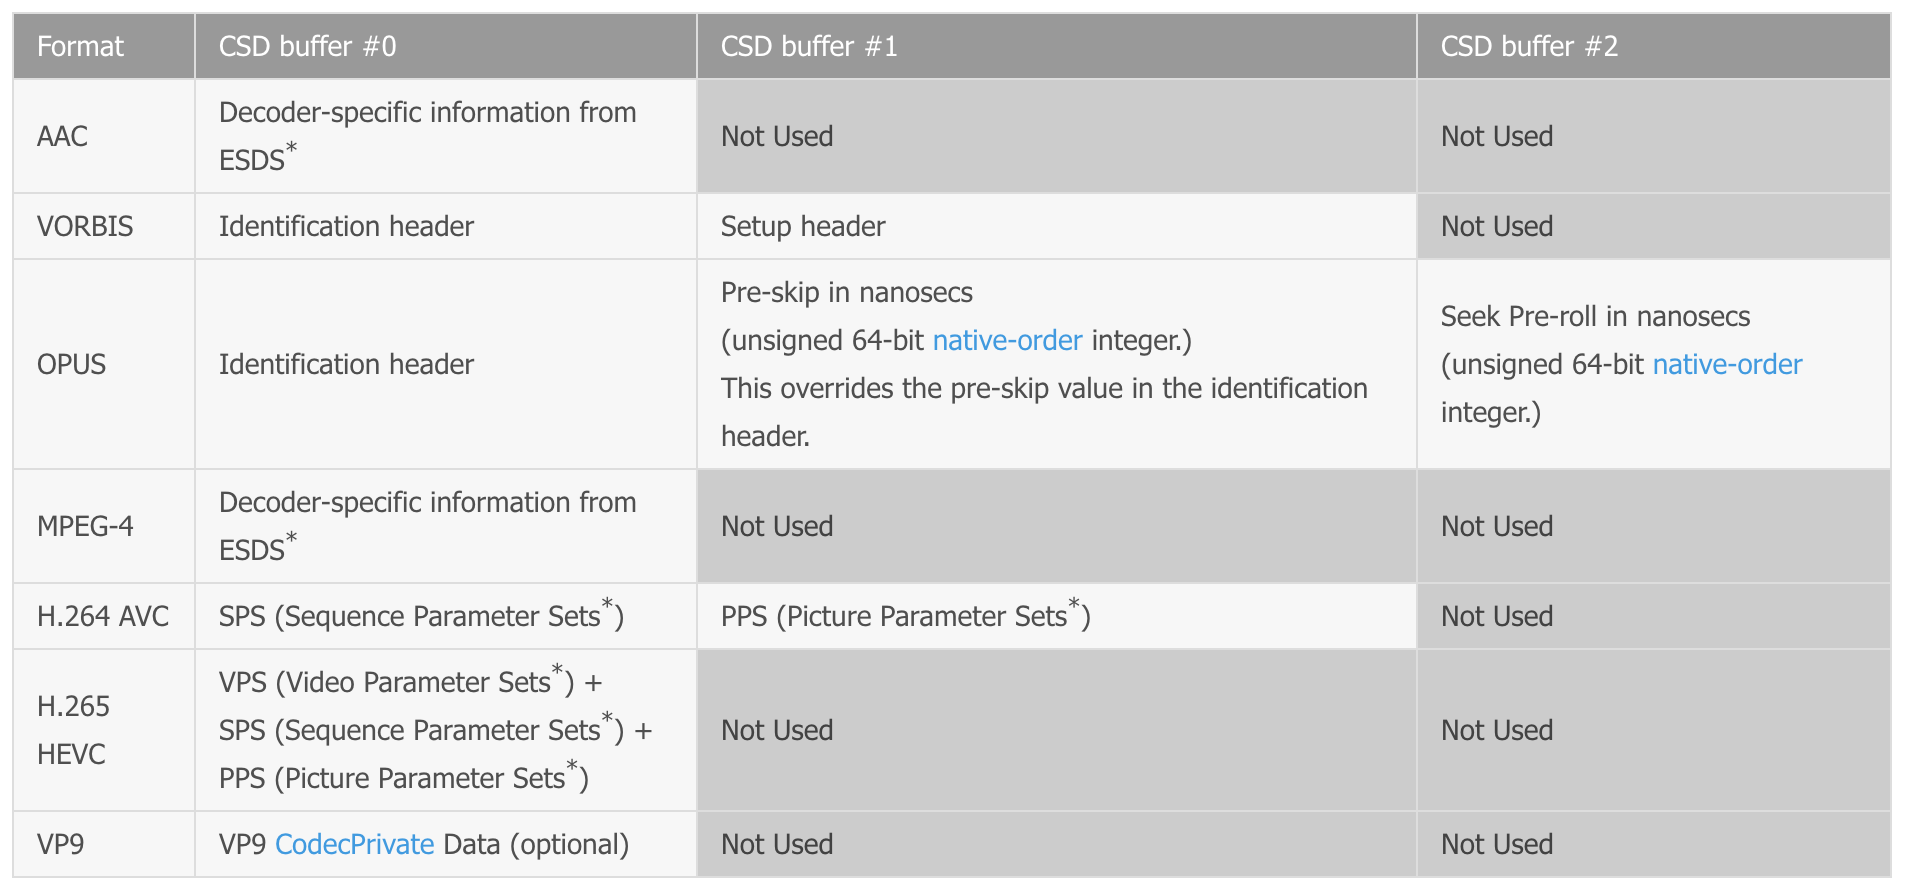 Format CSD buffer #0 CSD buffer #1 CSD buffer #2
AAC
Decoder-specific information from
ESDS*
Not Used
Not Used
VORBIS Identification header Setup header Not Used
OPUS
Identification header
Pre-skip in nanosecs
(unsigned 64-bit native-order integer.)
This overrides the pre-skip value in the identification
header.
Seek Pre-roll in nanosecs
(unsigned 64-bit native-order
integer.)
MPEG-4
Decoder-specific information from
ESDS*
Not Used
Not Used
H.264 AVC SPS (Sequence Parameter Sets*) PPS (Picture Parameter Sets*) Not Used
H.265
HEVC
VPS (Video Parameter Sets*) +
SPS (Sequence Parameter Sets*) +
PPS (Picture Parameter Sets*)
Not Used
Not Used
VP9 VP9 CodecPrivate Data (optional) Not Used Not Used